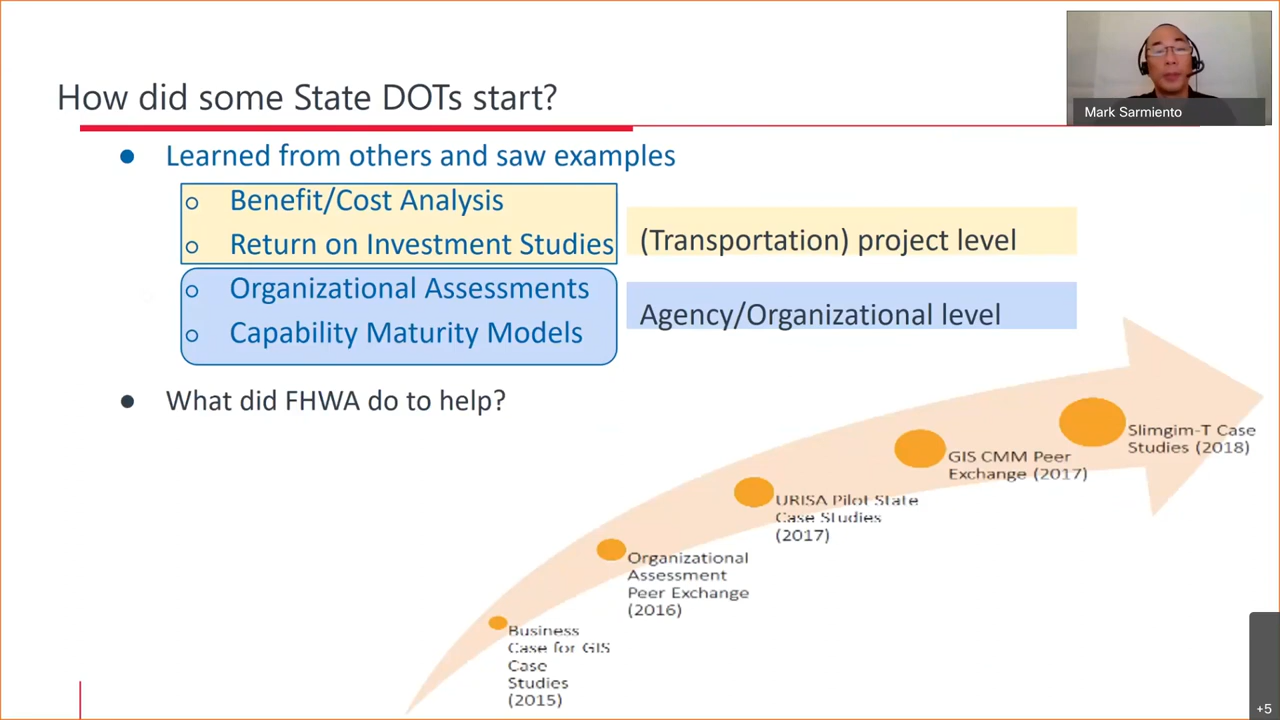 How did some State DOTs start?
Mark Sarmiento
● Learned from others and saw examples
○ Benefit/Cost Analysis
○ Return on Investment Studies
(Transportation) project level
○ Organizational Assessments
○ Capability Maturity Models
Agency/Organizational level
● What did FHWA do to help?
Business
Case for GIS
Case
Studies
(2015)
Organizational
Assessment
Peer Exchange
(2016)
URISA Pilot State
Case Studies
(2017)
GIS CMM Peer
Exchange (2017)
Slimgim-T Case
Studies (2018)
+5